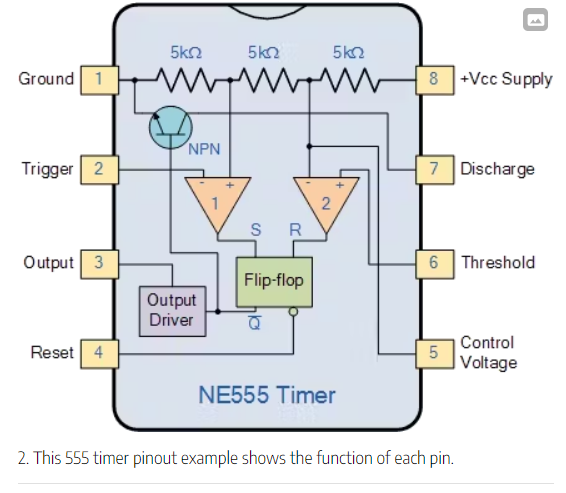 5kΩ 5kΩ 5kΩ
Ground 1 8 +Vcc Supply
NPN
Trigger 2 7 Discharge
- + - +
1 2
S R
Output 3 6 Threshold
Flip-flop
Output
Driver
Q̅
Reset 4 5 Control
Voltage
NE555 Timer
2. This 555 timer pinout example shows the function of each pin.